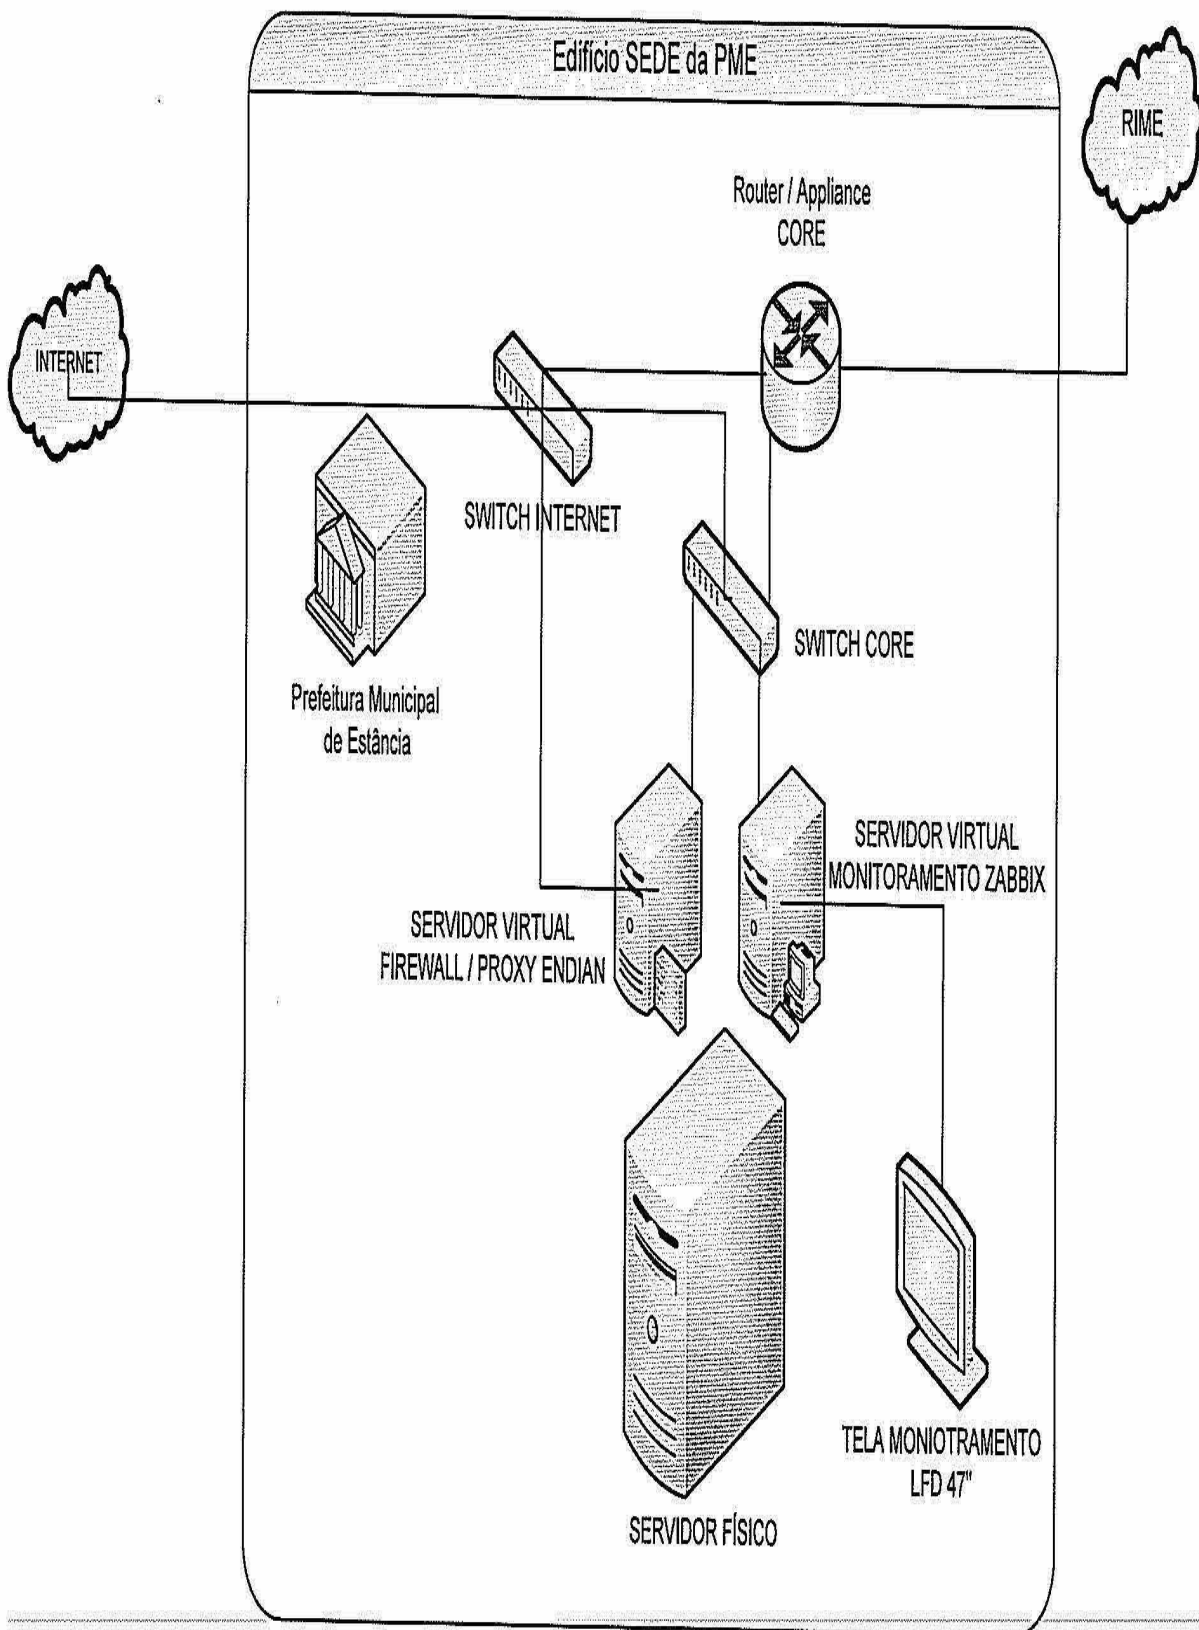 Edifício SEDE da PME
RIME
Router / Appliance
CORE
INTERNET
SWITCH INTERNET
SWITCH CORE
Prefeitura Municipal
de Estância
SERVIDOR VIRTUAL
MONITORAMENTO ZABBIX
SERVIDOR VIRTUAL
FIREWALL / PROXY ENDIAN
TELA MONIOTRAMENTO
LFD 47"
SERVIDOR FÍSICO